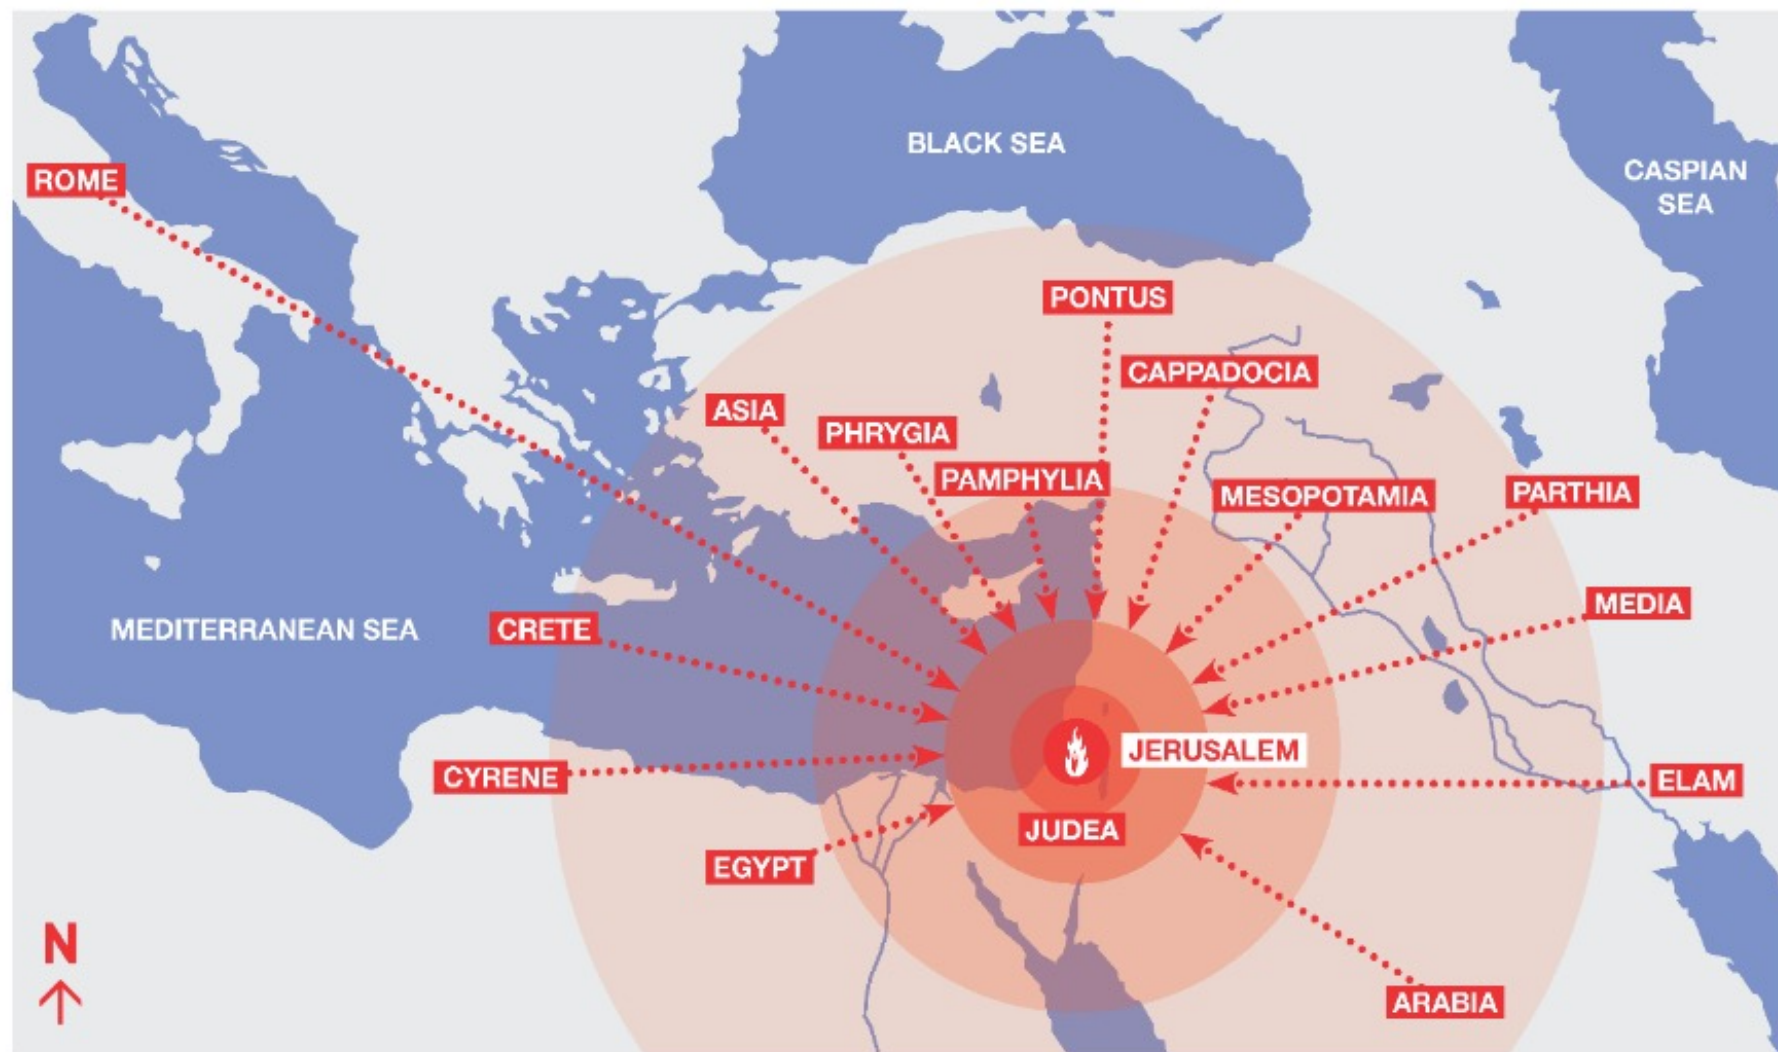 BLACK SEA
CASPIAN
SEA
ROME
PONTUS
CAPPADOCIA
ASIA
PHRYGIA
PAMPHYLIA
MESOPOTAMIA
PARTHIA
MEDIA
MEDITERRANEAN SEA
CRETE
JERUSALEM
CYRENE
ELAM
JUDEA
EGYPT
N
ARABIA